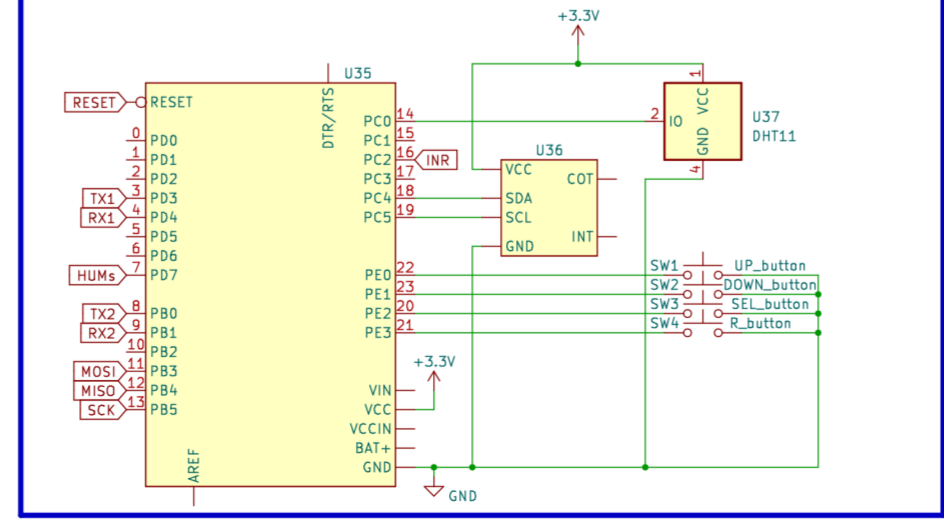 +3.3V
U35
RESET
RESET
DTR/RTS
0 PD0
1 PD1
2 PD2
TX1 3 PD3
RX1 4 PD4
5 PD5
6 PD6
HUMs 7 PD7
TX2 8 PB0
RX2 9 PB1
10 PB2
MOSI 11 PB3
MISO 12 PB4
SCK 13 PB5
AREF
PC0 14
PC1 15
PC2 16 INR
PC3 17
PC4 18
PC5 19
PE0 22
PE1 23
PE2 20
PE3 21
VIN
VCC
VCCIN
BAT+
GND
+3.3V
GND
U36
VCC
SDA
SCL
GND
COT
INT
1
VCC
2 IO
GND
4
U37
DHT11
SW1 UP_button
SW2 DOWN_button
SW3 SEL_button
SW4 R_button